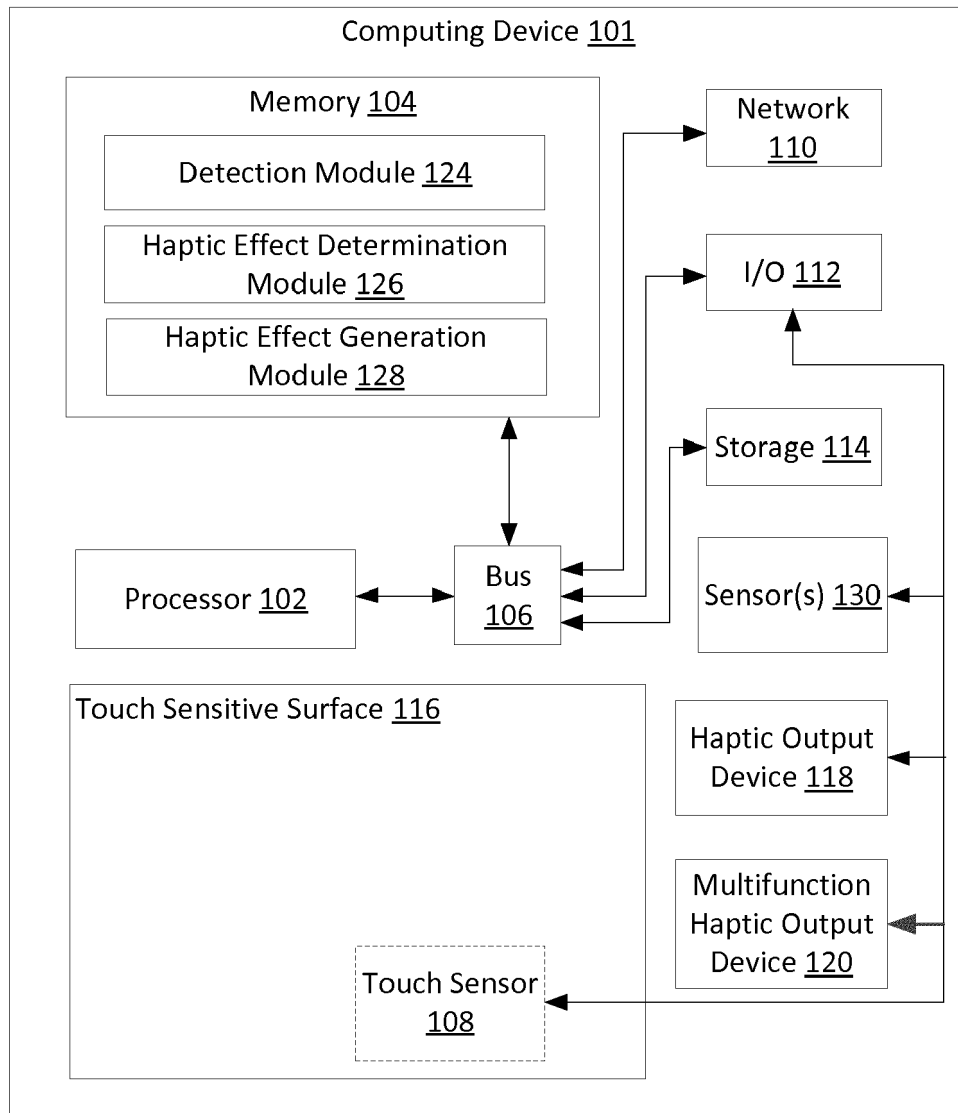 Computing Device 101
Memory 104
Detection Module 124
Haptic Effect Determination
Module 126
Haptic Effect Generation
Module 128
Network
110
I/O 112
Storage 114
Processor 102
Bus
106
Sensor(s) 130
Touch Sensitive Surface 116
Haptic Output
Device 118
Multifunction
Haptic Output
Device 120
Touch Sensor
108